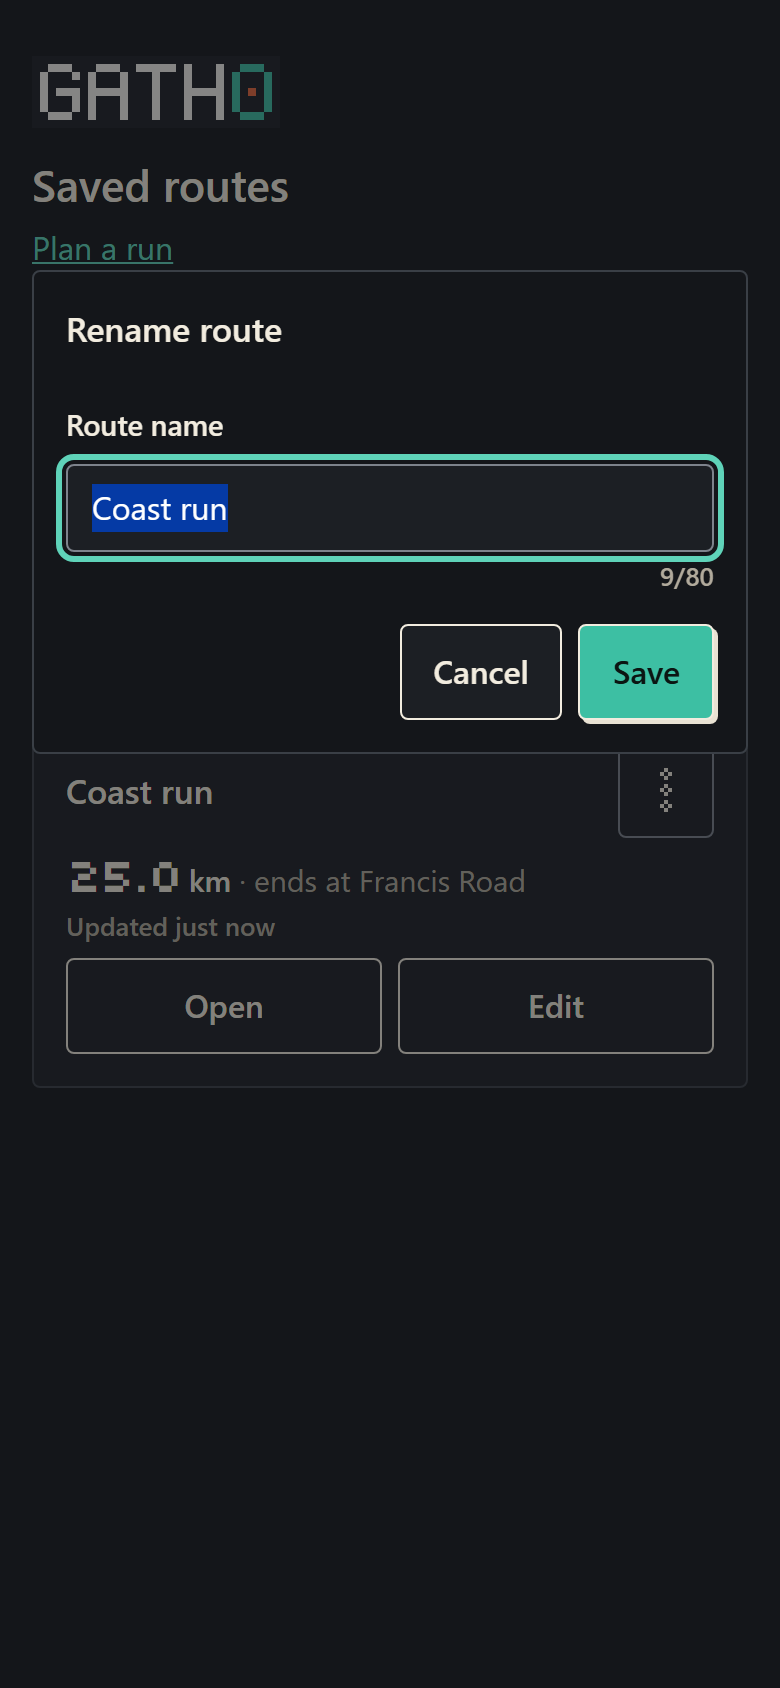 GATHO
Saved routes
Plan a run
Rename route
Route name
Coast run
9/80
Cancel
Save
Coast run
25.0 km · ends at Francis Road
Updated just now
Open
Edit